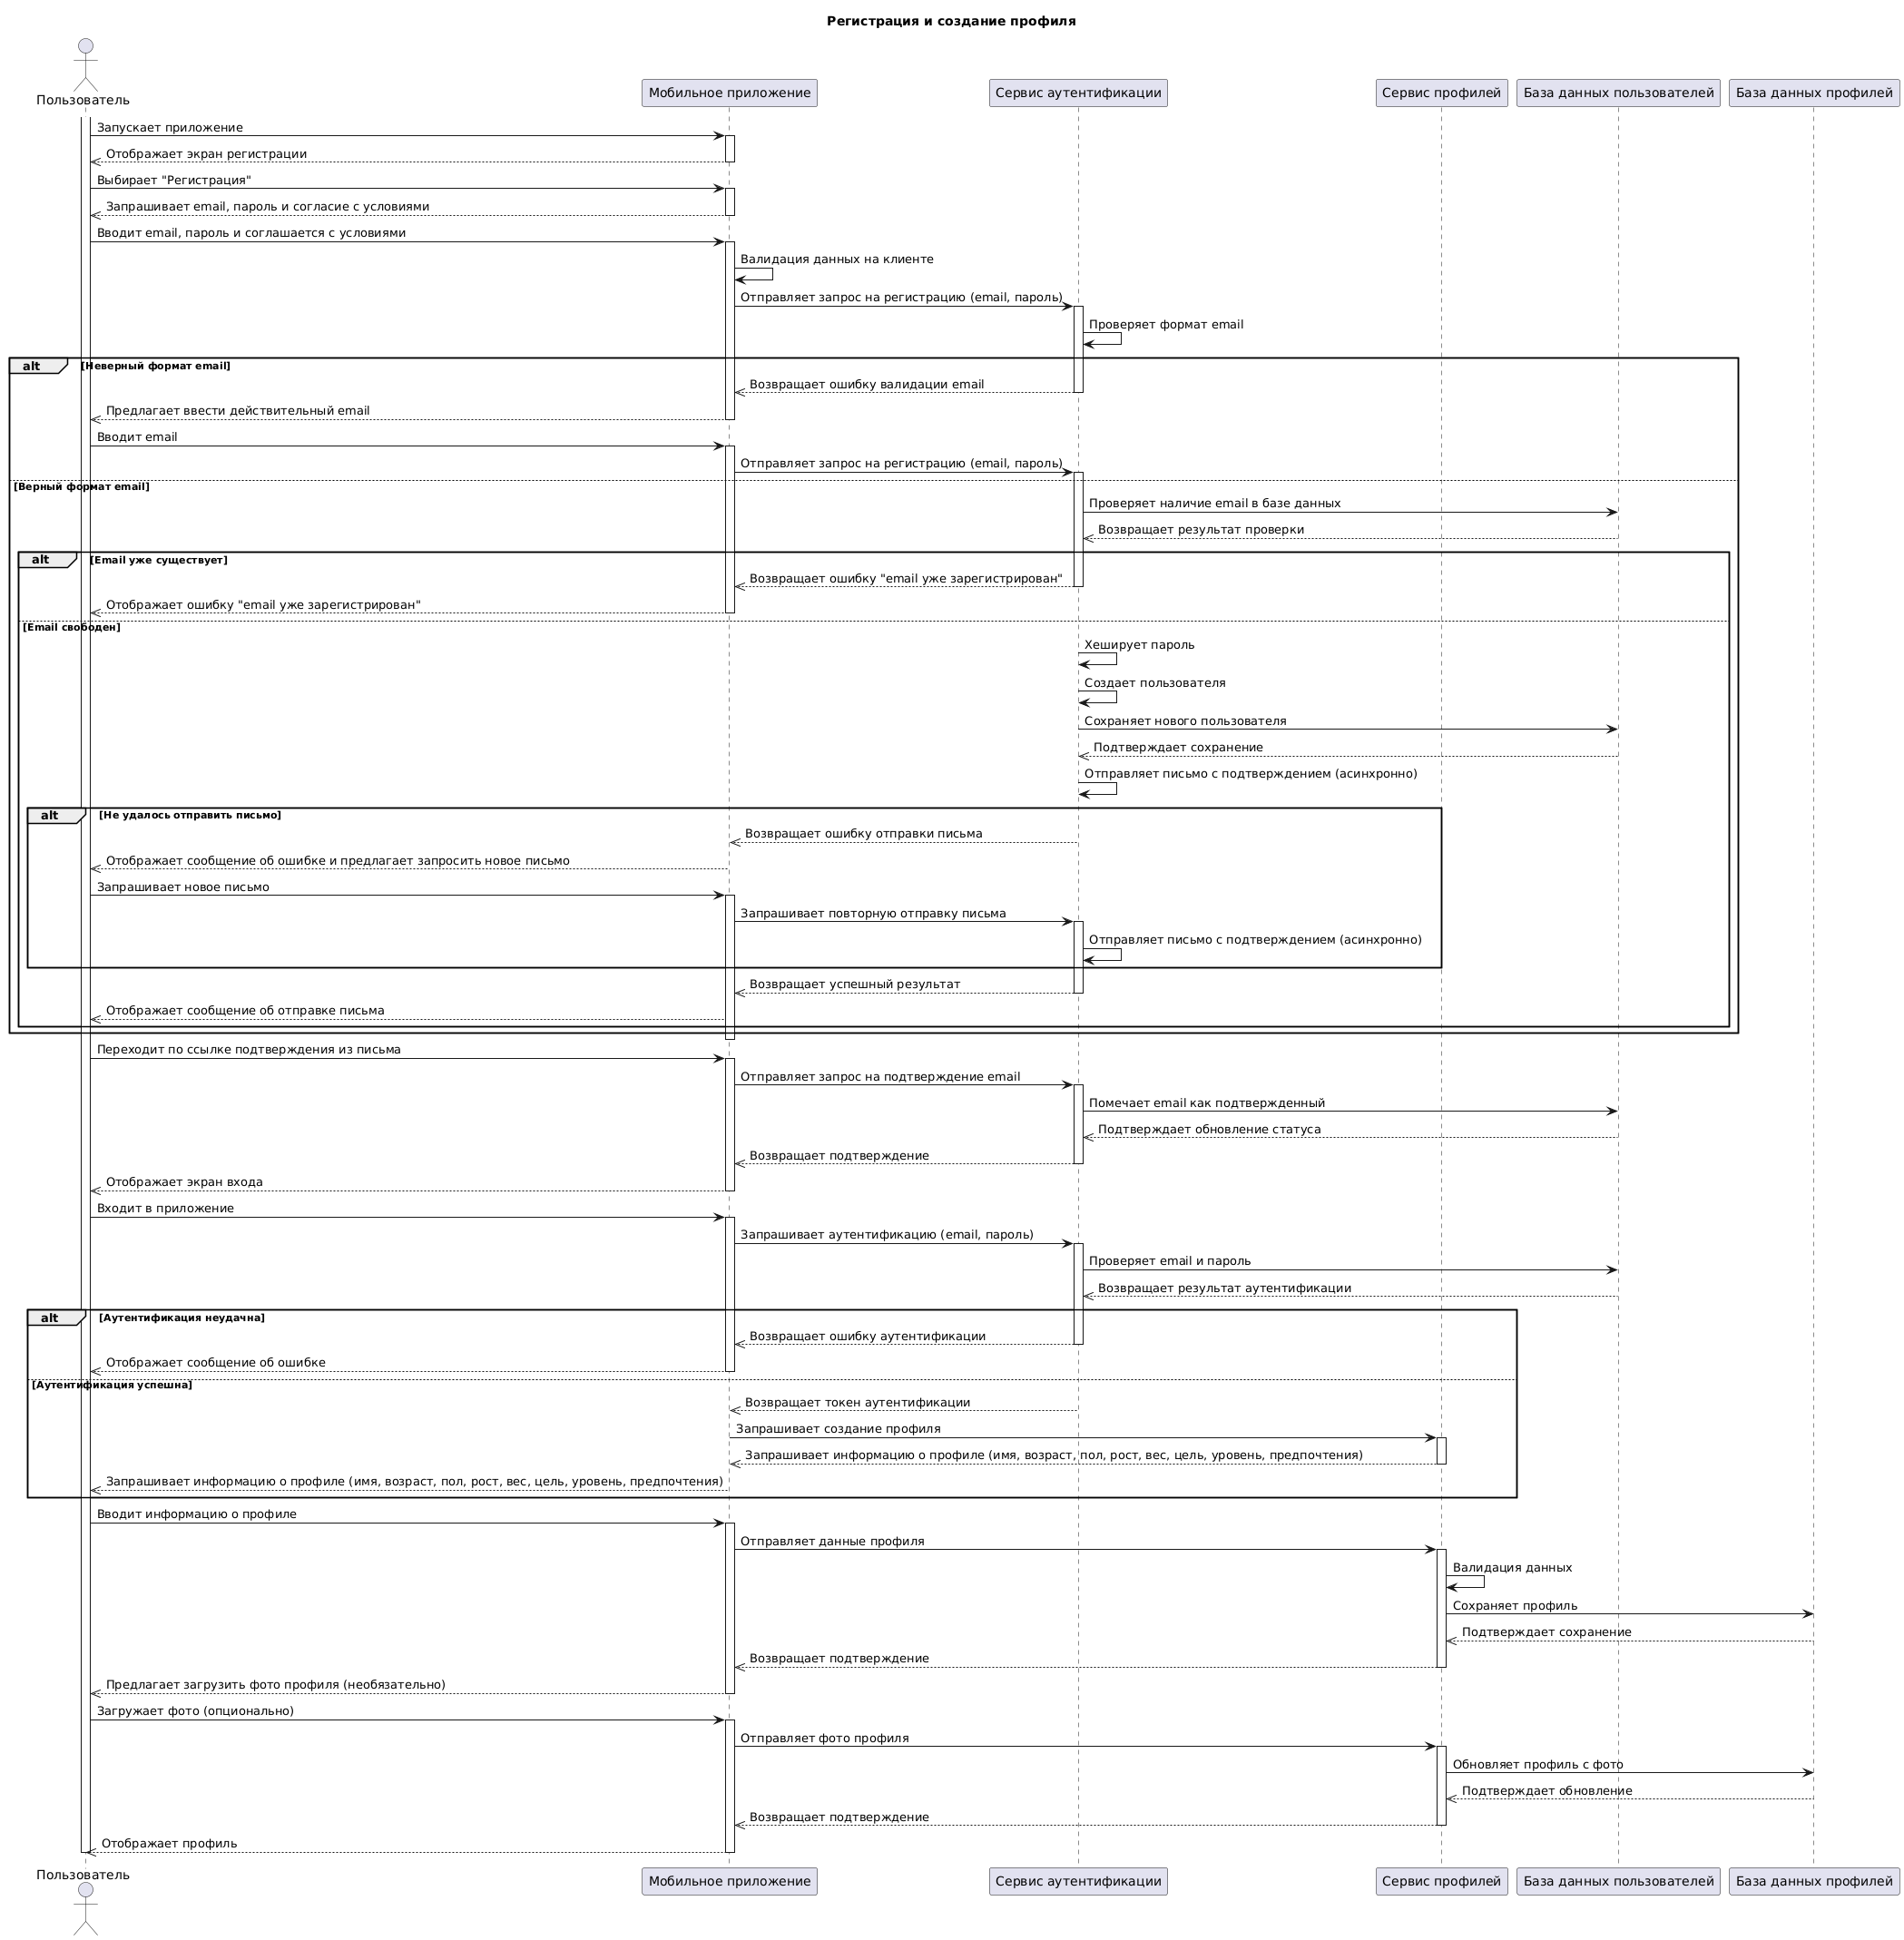 Регистрация и создание профиля
Пользователь
Мобильное приложение
Сервис аутентификации
Сервис профилей
База данных пользователей
База данных профилей
Запускает приложение
Отображает экран регистрации
Выбирает "Регистрация"
Запрашивает email, пароль и согласие с условиями
Вводит email, пароль и соглашается с условиями
Валидация данных на клиенте
Отправляет запрос на регистрацию (email, пароль)
Проверяет формат email
alt
[Неверный формат email]
Возвращает ошибку валидации email
Предлагает ввести действительный email
Вводит email
Отправляет запрос на регистрацию (email, пароль)
[Верный формат email]
Проверяет наличие email в базе данных
Возвращает результат проверки
alt
[Email уже существует]
Возвращает ошибку "email уже зарегистрирован"
Отображает ошибку "email уже зарегистрирован"
[Email свободен]
Хеширует пароль
Создает пользователя
Сохраняет нового пользователя
Подтверждает сохранение
Отправляет письмо с подтверждением (асинхронно)
alt
[Не удалось отправить письмо]
Возвращает ошибку отправки письма
Отображает сообщение об ошибке и предлагает запросить новое письмо
Запрашивает новое письмо
Запрашивает повторную отправку письма
Отправляет письмо с подтверждением (асинхронно)
Возвращает успешный результат
Отображает сообщение об отправке письма
Переходит по ссылке подтверждения из письма
Отправляет запрос на подтверждение email
Помечает email как подтвержденный
Подтверждает обновление статуса
Возвращает подтверждение
Отображает экран входа
Входит в приложение
Запрашивает аутентификацию (email, пароль)
Проверяет email и пароль
Возвращает результат аутентификации
alt
[Аутентификация неудачна]
Возвращает ошибку аутентификации
Отображает сообщение об ошибке
[Аутентификация успешна]
Возвращает токен аутентификации
Запрашивает создание профиля
Запрашивает информацию о профиле (имя, возраст, пол, рост, вес, цель, уровень, предпочтения)
Запрашивает информацию о профиле (имя, возраст, пол, рост, вес, цель, уровень, предпочтения)
Вводит информацию о профиле
Отправляет данные профиля
Валидация данных
Сохраняет профиль
Подтверждает сохранение
Возвращает подтверждение
Предлагает загрузить фото профиля (необязательно)
Загружает фото (опционально)
Отправляет фото профиля
Обновляет профиль с фото
Подтверждает обновление
Возвращает подтверждение
Отображает профиль
Пользователь
Мобильное приложение
Сервис аутентификации
Сервис профилей
База данных пользователей
База данных профилей